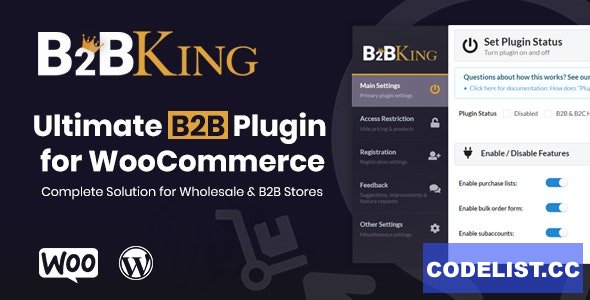 B2BKING
Ultimate B2B Plugin
for WooCommerce
Complete Solution for Wholesale & B2B Stores
WOO
B2BKING
Main Settings
Primary plugin settings
Access Restriction
Hide pricing & products
Registration
Registration settings
Feedback
Suggestions, Improvements &
feature requests
Other Settings
Miscellaneous settings
Set Plugin Status
Turn plugin on and off
Questions about how this works? See our
Click here for documentation: How does "Plu
Plugin Status
Disabled
B2B & B2C H
Enable / Disable Features
Enable purchase lists:
Enable bulk order form:
Enable subaccounts:
CODELIST.CC